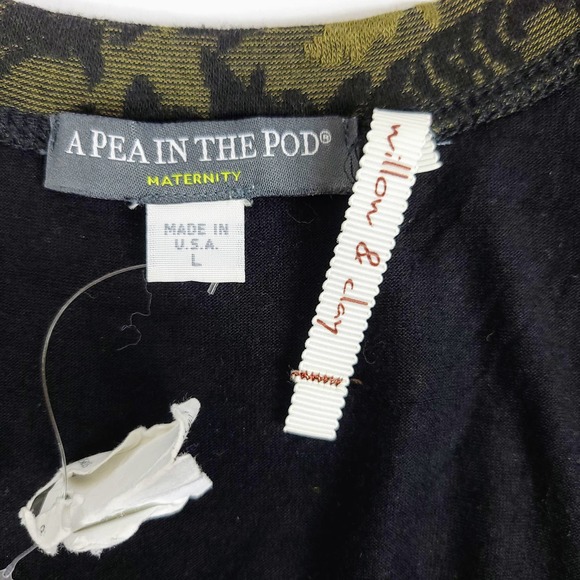 A PEA IN THE POD®
MATERNITY
MADE IN
U.S.A.
L
willow & clay